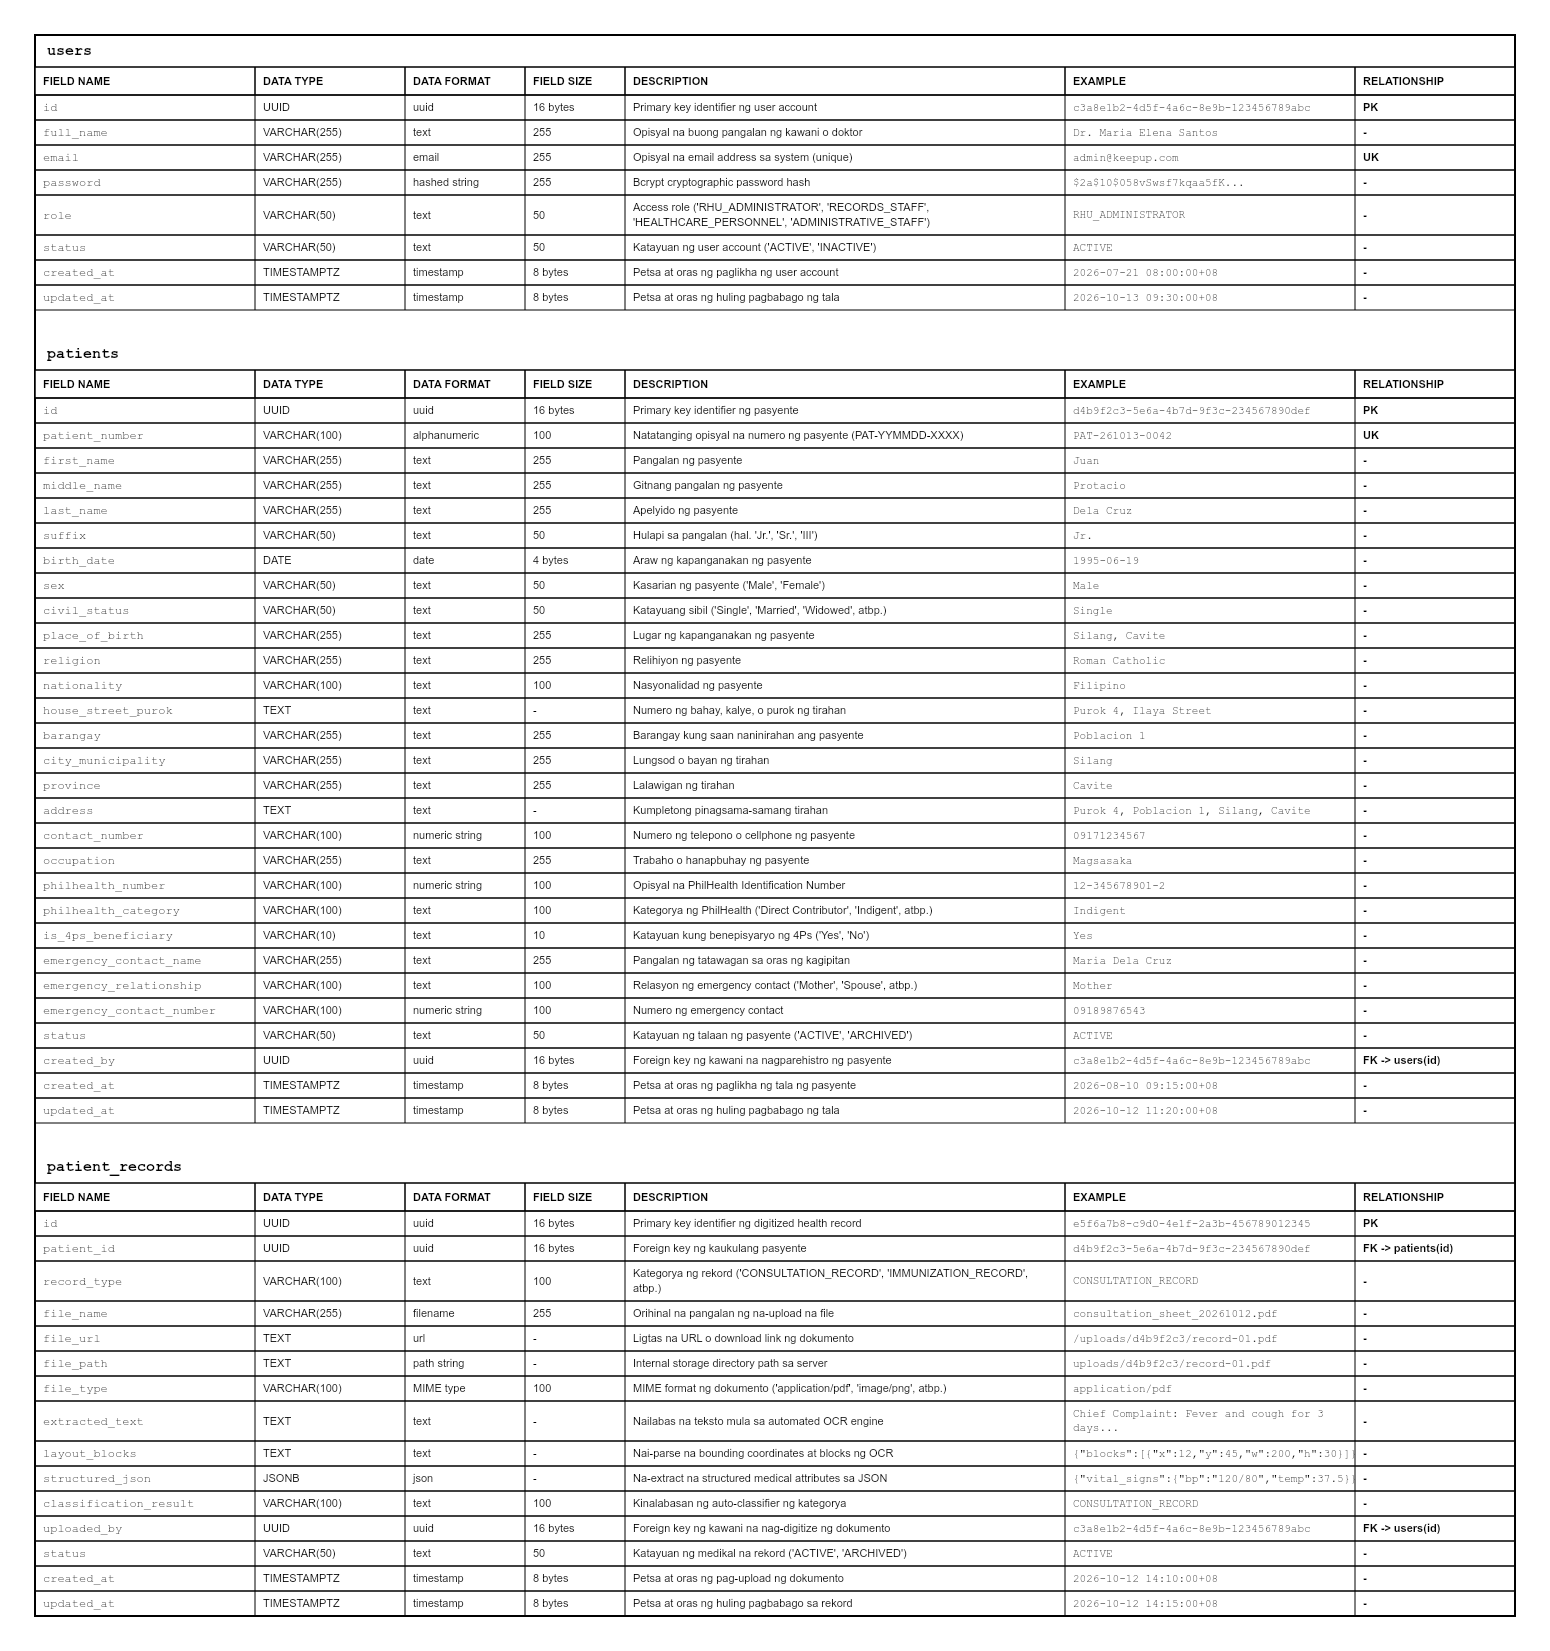 users
FIELD NAME DATA TYPE DATA FORMAT FIELD SIZE DESCRIPTION EXAMPLE RELATIONSHIP
id UUID uuid 16 bytes Primary key identifier ng user account c3a8e1b2-4d5f-4a6c-8e9b-123456789abc PK
full_name VARCHAR(255) text 255 Opisyal na buong pangalan ng kawani o doktor Dr. Maria Elena Santos -
email VARCHAR(255) email 255 Opisyal na email address sa system (unique) admin@keepup.com UK
password VARCHAR(255) hashed string 255 Bcrypt cryptographic password hash $2a$10$058vSwsf7kqaa5fK... -
role VARCHAR(50) text 50 Access role ('RHU_ADMINISTRATOR', 'RECORDS_STAFF', 'HEALTHCARE_PERSONNEL', 'ADMINISTRATIVE_STAFF') RHU_ADMINISTRATOR -
status VARCHAR(50) text 50 Katayuan ng user account ('ACTIVE', 'INACTIVE') ACTIVE -
created_at TIMESTAMPTZ timestamp 8 bytes Petsa at oras ng paglikha ng user account 2026-07-21 08:00:00+08 -
updated_at TIMESTAMPTZ timestamp 8 bytes Petsa at oras ng huling pagbabago ng tala 2026-10-13 09:30:00+08 -
patients
FIELD NAME DATA TYPE DATA FORMAT FIELD SIZE DESCRIPTION EXAMPLE RELATIONSHIP
id UUID uuid 16 bytes Primary key identifier ng pasyente d4b9f2c3-5e6a-4b7d-9f3c-234567890def PK
patient_number VARCHAR(100) alphanumeric 100 Natatanging opisyal na numero ng pasyente (PAT-YYMMDD-XXXX) PAT-261013-0042 UK
first_name VARCHAR(255) text 255 Pangalan ng pasyente Juan -
middle_name VARCHAR(255) text 255 Gitnang pangalan ng pasyente Protacio -
last_name VARCHAR(255) text 255 Apelyido ng pasyente Dela Cruz -
suffix VARCHAR(50) text 50 Hulapi sa pangalan (hal. 'Jr.', 'Sr.', 'III') Jr. -
birth_date DATE date 4 bytes Araw ng kapanganakan ng pasyente 1995-06-19 -
sex VARCHAR(50) text 50 Kasarian ng pasyente ('Male', 'Female') Male -
civil_status VARCHAR(50) text 50 Katayuang sibil ('Single', 'Married', 'Widowed', atbp.) Single -
place_of_birth VARCHAR(255) text 255 Lugar ng kapanganakan ng pasyente Silang, Cavite -
religion VARCHAR(255) text 255 Relihiyon ng pasyente Roman Catholic -
nationality VARCHAR(100) text 100 Nasyonalidad ng pasyente Filipino -
house_street_purok TEXT text - Numero ng bahay, kalye, o purok ng tirahan Purok 4, Ilaya Street -
barangay VARCHAR(255) text 255 Barangay kung saan naninirahan ang pasyente Poblacion 1 -
city_municipality VARCHAR(255) text 255 Lungsod o bayan ng tirahan Silang -
province VARCHAR(255) text 255 Lalawigan ng tirahan Cavite -
address TEXT text - Kumpletong pinagsama-samang tirahan Purok 4, Poblacion 1, Silang, Cavite -
contact_number VARCHAR(100) numeric string 100 Numero ng telepono o cellphone ng pasyente 09171234567 -
occupation VARCHAR(255) text 255 Trabaho o hanapbuhay ng pasyente Magsasaka -
philhealth_number VARCHAR(100) numeric string 100 Opisyal na PhilHealth Identification Number 12-345678901-2 -
philhealth_category VARCHAR(100) text 100 Kategorya ng PhilHealth ('Direct Contributor', 'Indigent', atbp.) Indigent -
is_4ps_beneficiary VARCHAR(10) text 10 Katayuan kung benepisyaryo ng 4Ps ('Yes', 'No') Yes -
emergency_contact_name VARCHAR(255) text 255 Pangalan ng tatawagan sa oras ng kagipitan Maria Dela Cruz -
emergency_relationship VARCHAR(100) text 100 Relasyon ng emergency contact ('Mother', 'Spouse', atbp.) Mother -
emergency_contact_number VARCHAR(100) numeric string 100 Numero ng emergency contact 09189876543 -
status VARCHAR(50) text 50 Katayuan ng talaan ng pasyente ('ACTIVE', 'ARCHIVED') ACTIVE -
created_by UUID uuid 16 bytes Foreign key ng kawani na nagparehistro ng pasyente c3a8e1b2-4d5f-4a6c-8e9b-123456789abc FK -> users(id)
created_at TIMESTAMPTZ timestamp 8 bytes Petsa at oras ng paglikha ng tala ng pasyente 2026-08-10 09:15:00+08 -
updated_at TIMESTAMPTZ timestamp 8 bytes Petsa at oras ng huling pagbabago ng tala 2026-10-12 11:20:00+08 -
patient_records
FIELD NAME DATA TYPE DATA FORMAT FIELD SIZE DESCRIPTION EXAMPLE RELATIONSHIP
id UUID uuid 16 bytes Primary key identifier ng digitized health record e5f6a7b8-c9d0-4e1f-2a3b-456789012345 PK
patient_id UUID uuid 16 bytes Foreign key ng kaukulang pasyente d4b9f2c3-5e6a-4b7d-9f3c-234567890def FK -> patients(id)
record_type VARCHAR(100) text 100 Kategorya ng rekord ('CONSULTATION_RECORD', 'IMMUNIZATION_RECORD', atbp.) CONSULTATION_RECORD -
file_name VARCHAR(255) filename 255 Orihinal na pangalan ng na-upload na file consultation_sheet_20261012.pdf -
file_url TEXT url - Ligtas na URL o download link ng dokumento /uploads/d4b9f2c3/record-01.pdf -
file_path TEXT path string - Internal storage directory path sa server uploads/d4b9f2c3/record-01.pdf -
file_type VARCHAR(100) MIME type 100 MIME format ng dokumento ('application/pdf', 'image/png', atbp.) application/pdf -
extracted_text TEXT text - Nailabas na teksto mula sa automated OCR engine Chief Complaint: Fever and cough for 3 days... -
layout_blocks TEXT text - Nai-parse na bounding coordinates at blocks ng OCR {"blocks":[{"x":12,"y":45,"w":200,"h":30}]} -
structured_json JSONB json - Na-extract na structured medical attributes sa JSON {"vital_signs":{"bp":"120/80","temp":37.5}} -
classification_result VARCHAR(100) text 100 Kinalabasan ng auto-classifier ng kategorya CONSULTATION_RECORD -
uploaded_by UUID uuid 16 bytes Foreign key ng kawani na nag-digitize ng dokumento c3a8e1b2-4d5f-4a6c-8e9b-123456789abc FK -> users(id)
status VARCHAR(50) text 50 Katayuan ng medikal na rekord ('ACTIVE', 'ARCHIVED') ACTIVE -
created_at TIMESTAMPTZ timestamp 8 bytes Petsa at oras ng pag-upload ng dokumento 2026-10-12 14:10:00+08 -
updated_at TIMESTAMPTZ timestamp 8 bytes Petsa at oras ng huling pagbabago sa rekord 2026-10-12 14:15:00+08 -